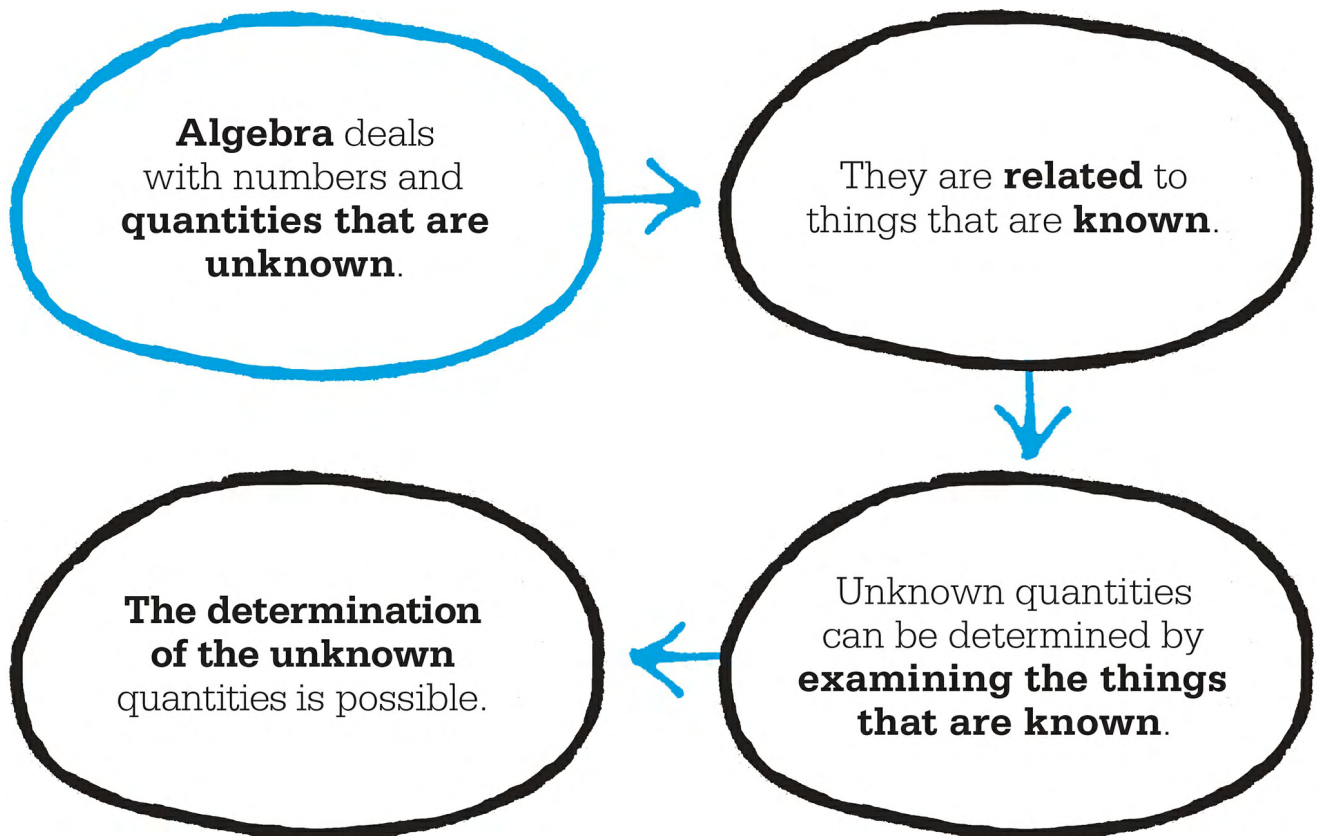 Algebra deals
with numbers and
quantities that are
unknown.
They are related to
things that are known.
Unknown quantities
can be determined by
examining the things
that are known.
The determination
of the unknown
quantities is possible.